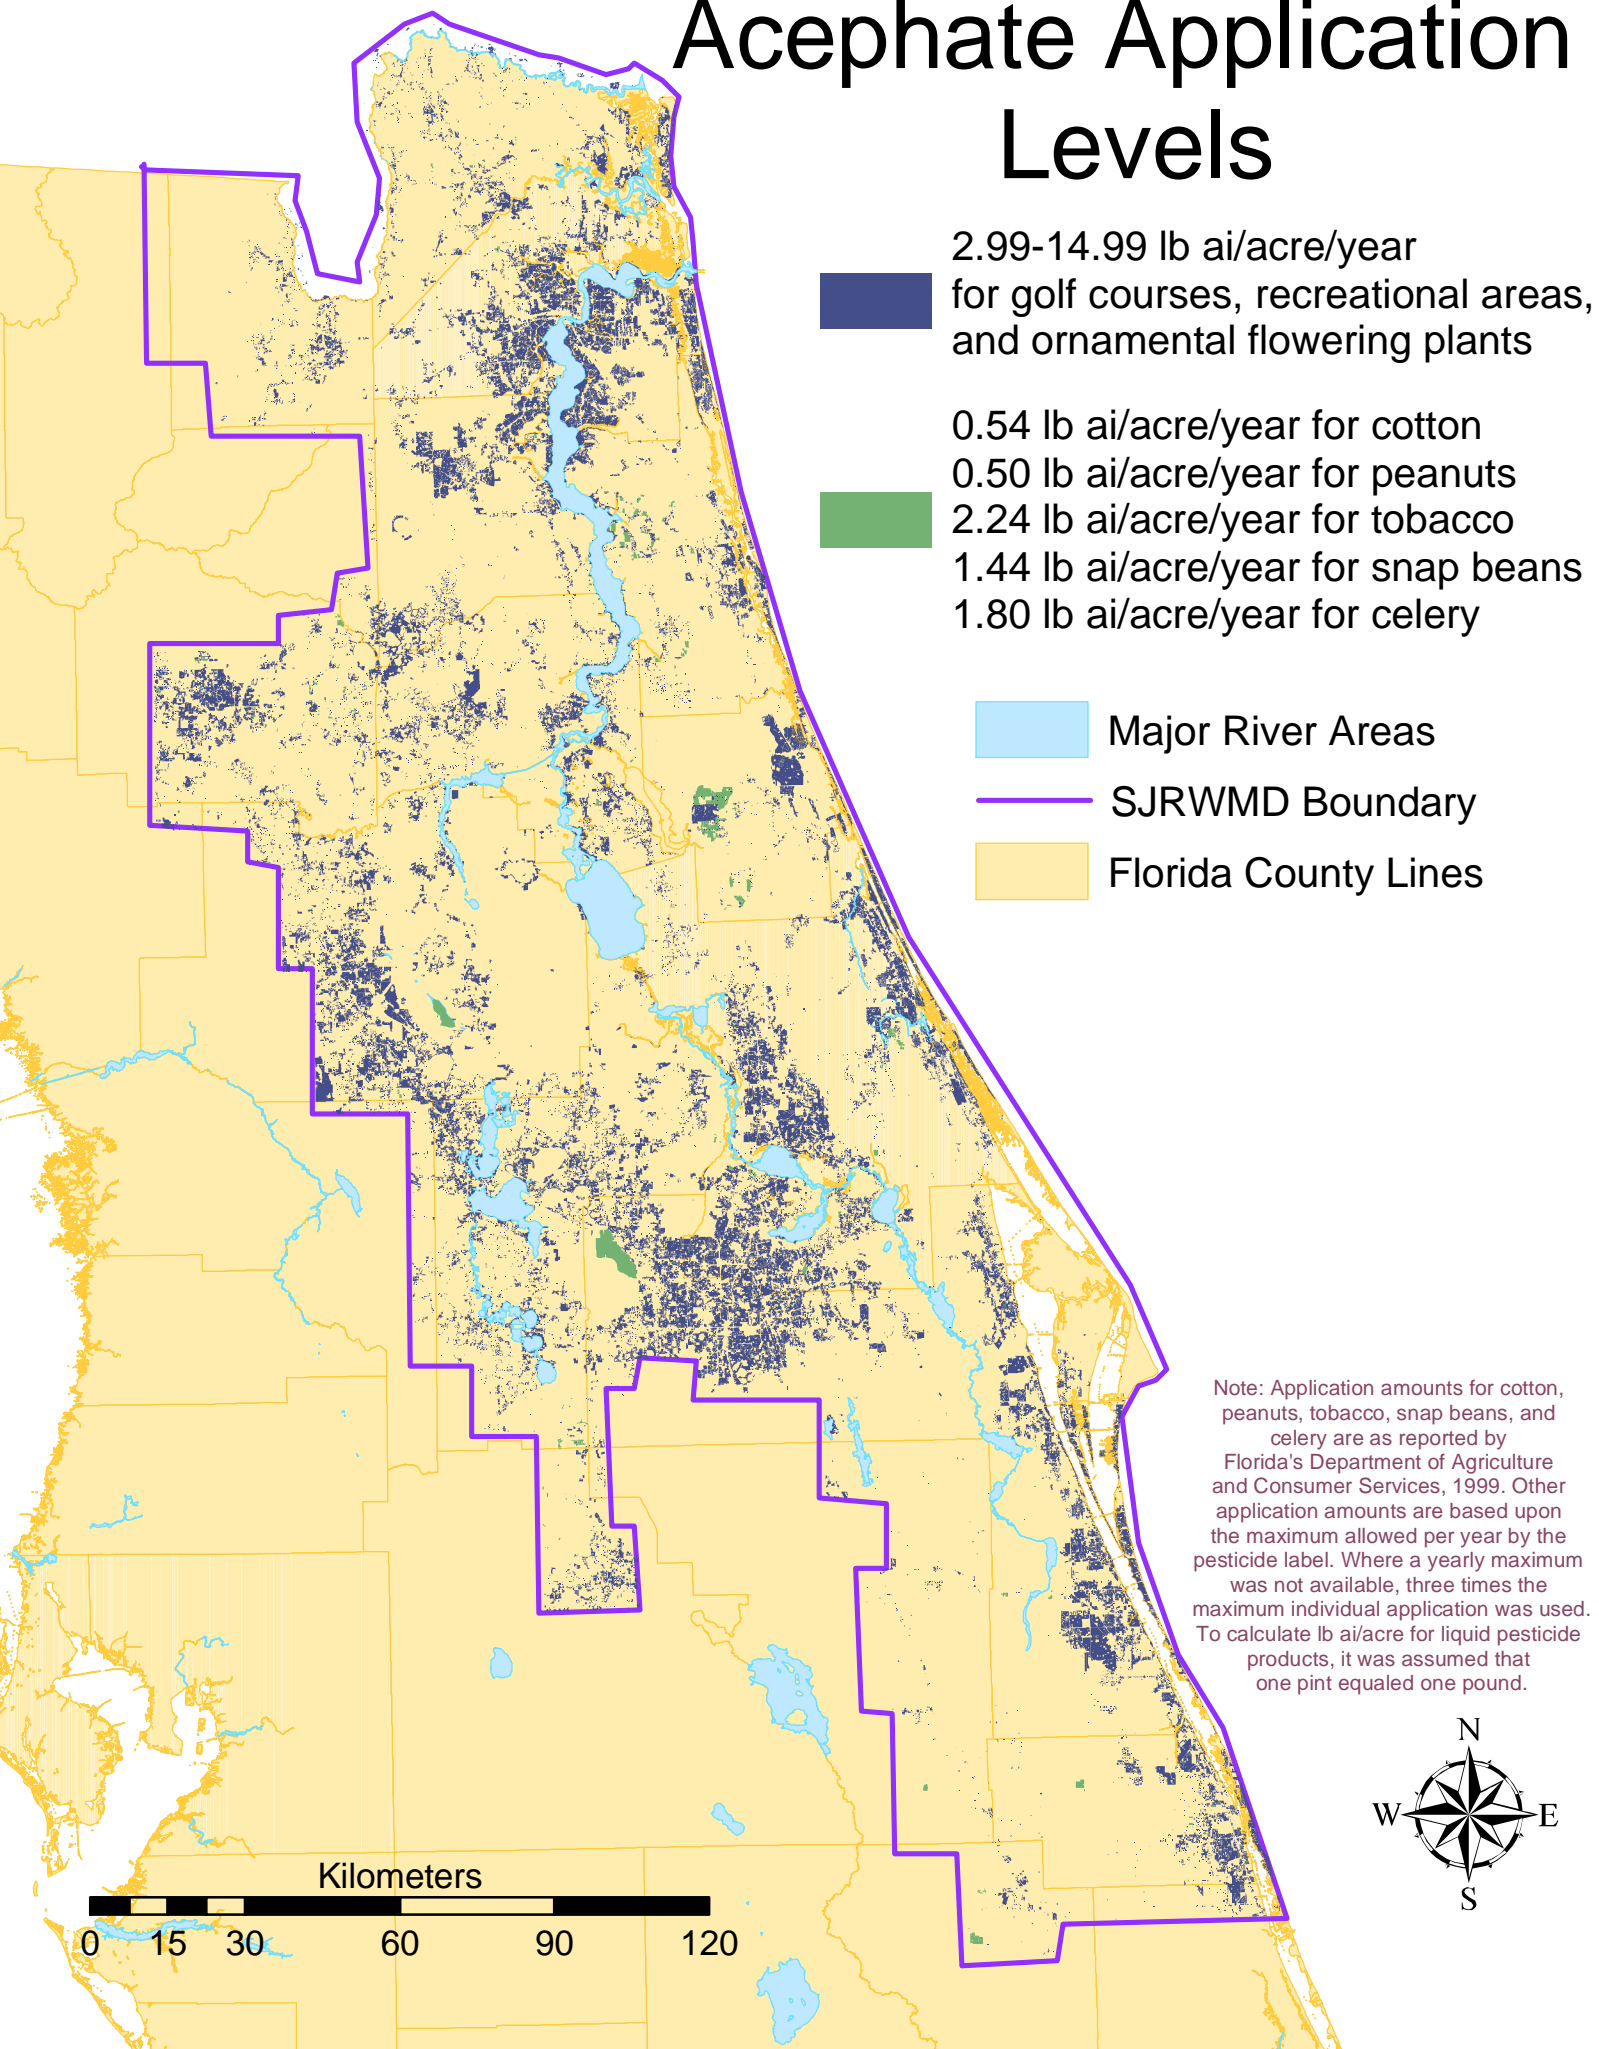 Acephate Application
Levels
2.99-14.99 lb ai/acre/year
for golf courses, recreational areas,
and ornamental flowering plants
0.54 lb ai/acre/year for cotton
0.50 lb ai/acre/year for peanuts
2.24 lb ai/acre/year for tobacco
1.44 lb ai/acre/year for snap beans
1.80 lb ai/acre/year for celery
Major River Areas
SJRWMD Boundary
Florida County Lines
Note: Application amounts for cotton,
peanuts, tobacco, snap beans, and
celery are as reported by
Florida's Department of Agriculture
and Consumer Services, 1999. Other
application amounts are based upon
the maximum allowed per year by the
pesticide label. Where a yearly maximum
was not available, three times the
maximum individual application was used.
To calculate lb ai/acre for liquid pesticide
products, it was assumed that
one pint equaled one pound.
N
W E
S
Kilometers
0 15 30 60 90 120